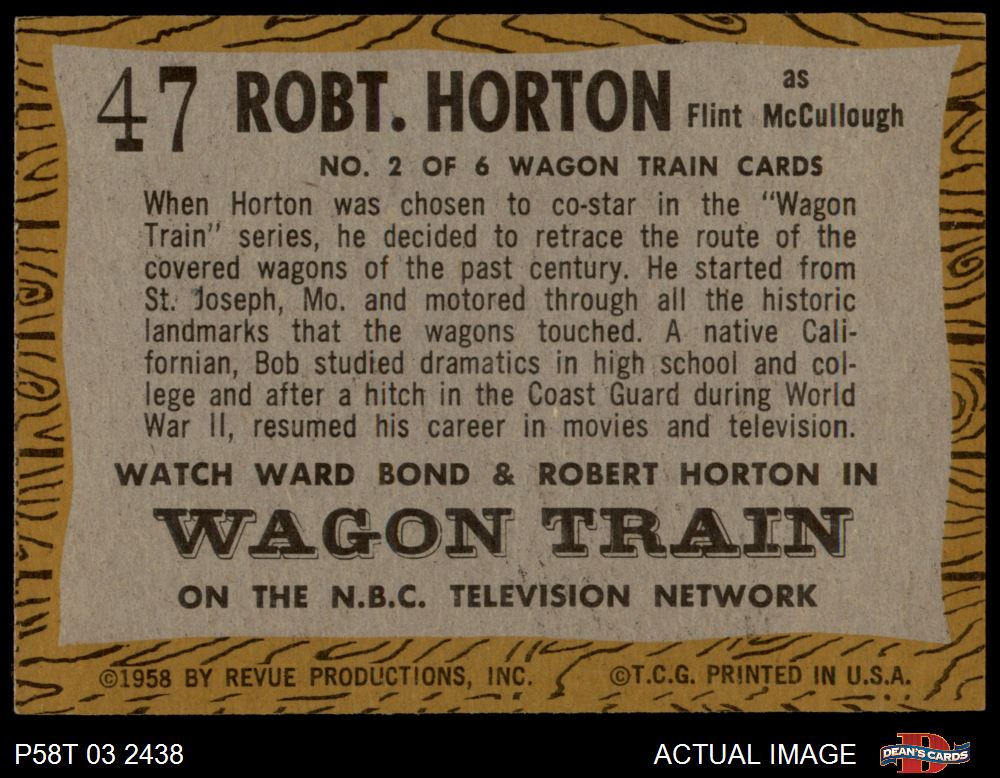 47 ROBT. HORTON as
Flint McCullough
NO. 2 OF 6 WAGON TRAIN CARDS
When Horton was chosen to co-star in the "Wagon
Train" series, he decided to retrace the route of the
covered wagons of the past century. He started from
St. Joseph, Mo. and motored through all the historic
landmarks that the wagons touched. A native Cali-
fornian, Bob studied dramatics in high school and col-
lege and after a hitch in the Coast Guard during World
War II, resumed his career in movies and television.
WATCH WARD BOND & ROBERT HORTON IN
WAGON TRAIN
ON THE N.B.C. TELEVISION NETWORK
©1958 BY REVUE PRODUCTIONS, INC. ©T.C.G. PRINTED IN U.S.A.
P58T 03 2438 ACTUAL IMAGE D DEAN'S CARDS